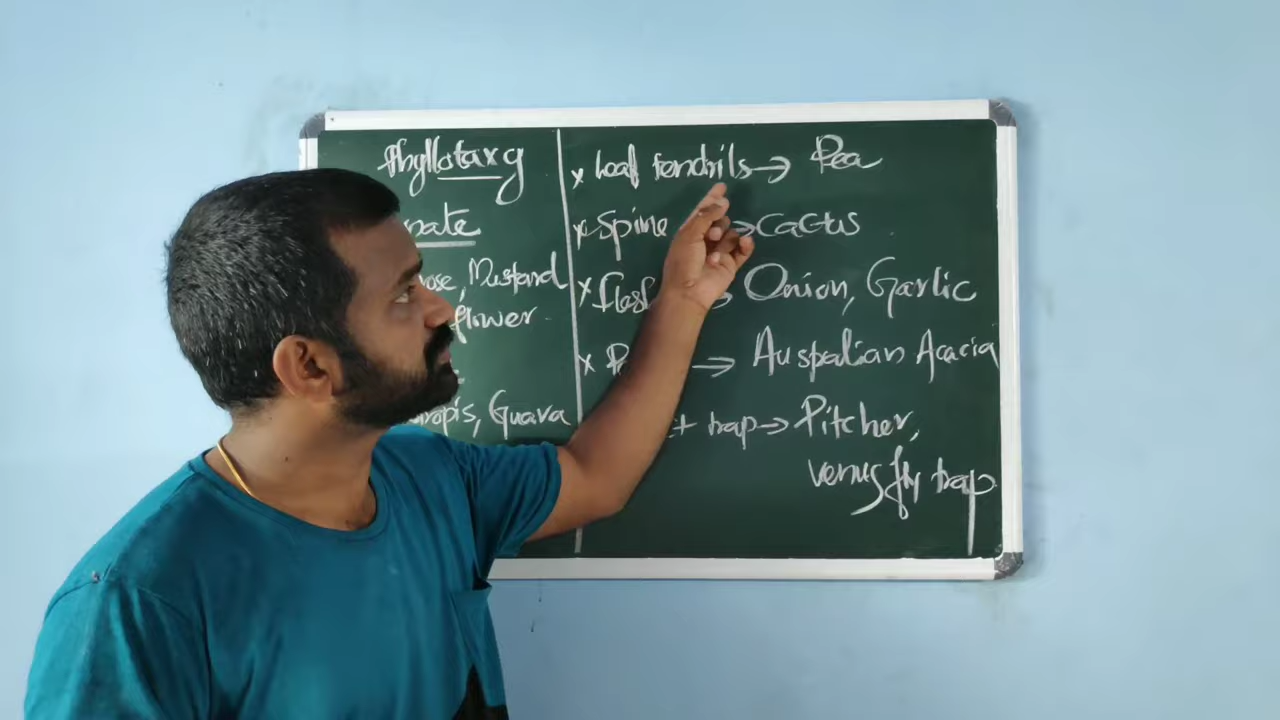 Phyllotaxy
nate
ose, Mustard
flower
ropis, Guava
x Leaf tendrils → Pea
x Spine → Cactus
x flesh → Onion, Garlic
x → Australian Acacia
trap → Pitcher,
venus fly trap